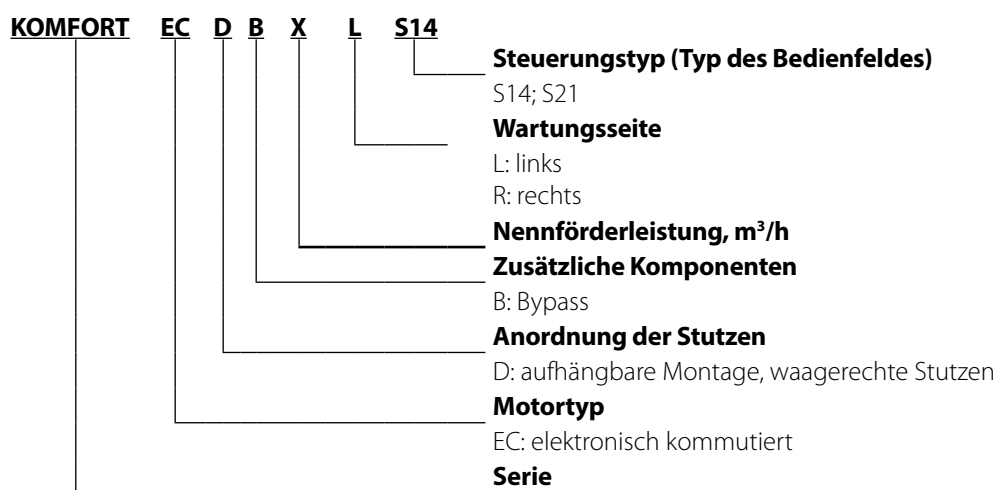 KOMFORT EC D B X L S14
Steuerungstyp (Typ des Bedienfeldes)
S14; S21
Wartungsseite
L: links
R: rechts
Nennförderleistung, m³/h
Zusätzliche Komponenten
B: Bypass
Anordnung der Stutzen
D: aufhängbare Montage, waagerechte Stutzen
Motortyp
EC: elektronisch kommutiert
Serie